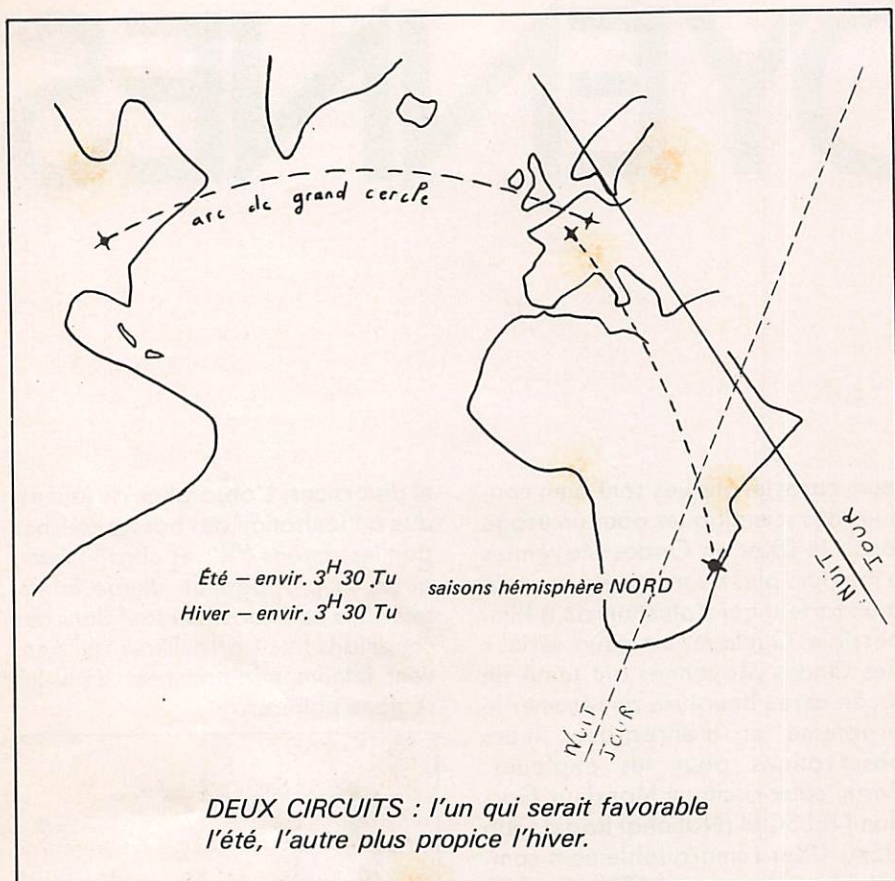 arc de grand cercle
Été – envir. 3H30 Tu
Hiver – envir. 3H30 Tu
saisons hémisphère NORD
NUIT
JOUR
NUIT
JOUR
DEUX CIRCUITS : l'un qui serait favorable
l'été, l'autre plus propice l'hiver.